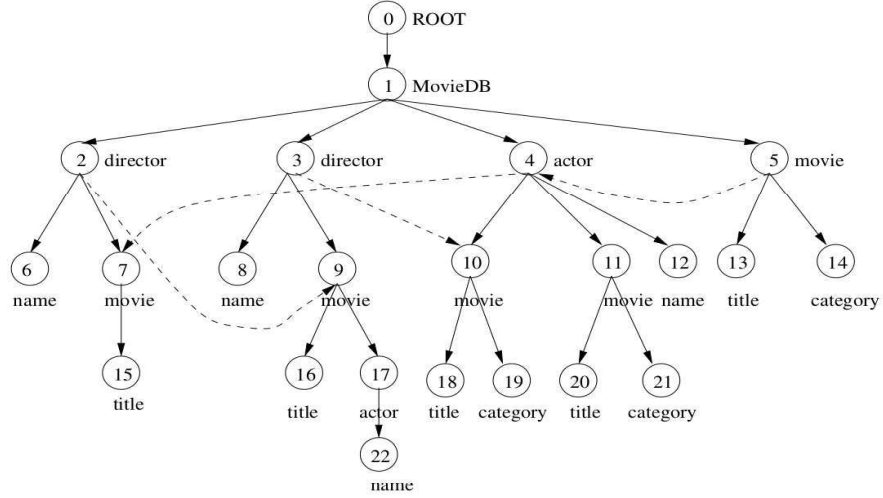 0 ROOT
1 MovieDB
2 director 3 director 4 actor 5 movie
6 7 8 9 10 11 12 13 14
name movie name movie movie movie name title category
15 16 17 18 19 20 21
title title actor title category title category
22
name